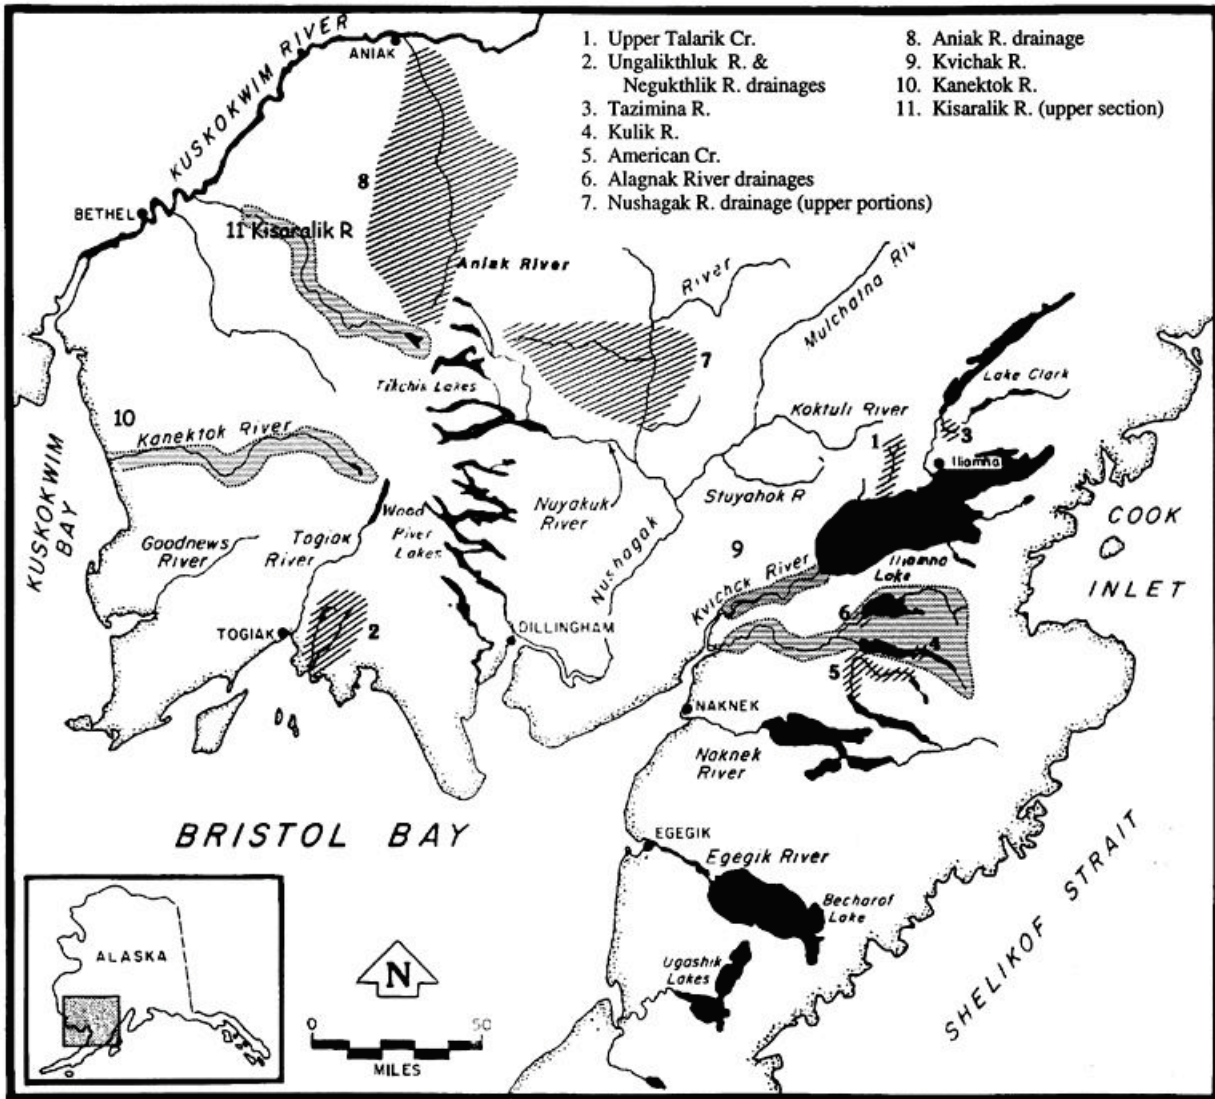 1. Upper Talarik Cr.
2. Ungalikthluk R. &
Negukthlik R. drainages
3. Tazimina R.
4. Kulik R.
5. American Cr.
6. Alagnak River drainages
7. Nushagak R. drainage (upper portions)
8. Aniak R. drainage
9. Kvichak R.
10. Kanektok R.
11. Kisaralik R. (upper section)
KUSKOKWIM RIVER
ANIAK
8
BETHEL
11 Kisaralik R
Aniak River
River
Mulchatna Riv
7
Tikchik Lakes
Lake Clark
10
Kanektok River
Koktuli River
1
3
Iliamna
KUSKOKWIM
BAY
Goodnews
River
Togiak
River
Wood
River
Lakes
Nuyakuk
River
Stuyahok R
Nushagak
COOK
INLET
9
Kvichak River
Iliamna
Lake
6
4
5
TOGIAK
2
DILLINGHAM
NAKNEK
Naknek
River
BRISTOL BAY
EGEGIK
Egegik River
Becharof
Lake
Ugashik
Lakes
SHELIKOF STRAIT
ALASKA
N
0
50
MILES